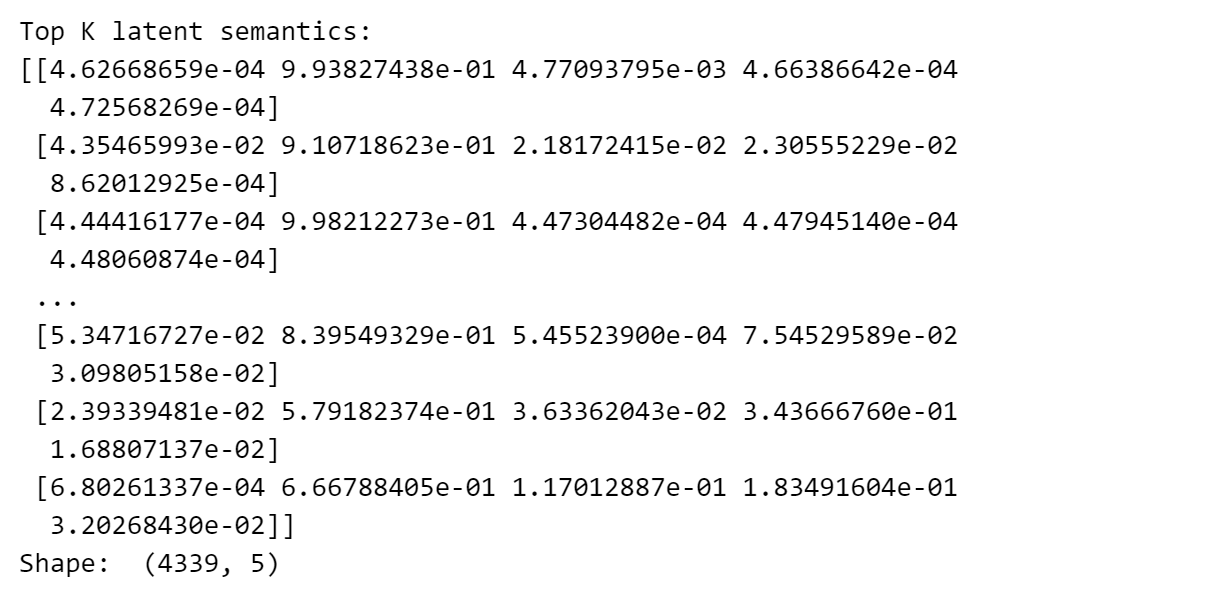 Top K latent semantics:
[[4.62668659e-04 9.93827438e-01 4.77093795e-03 4.66386642e-04
4.72568269e-04]
[4.35465993e-02 9.10718623e-01 2.18172415e-02 2.30555229e-02
8.62012925e-04]
[4.44416177e-04 9.98212273e-01 4.47304482e-04 4.47945140e-04
4.48060874e-04]
...
[5.34716727e-02 8.39549329e-01 5.45523900e-04 7.54529589e-02
3.09805158e-02]
[2.39339481e-02 5.79182374e-01 3.63362043e-02 3.43666760e-01
1.68807137e-02]
[6.80261337e-04 6.66788405e-01 1.17012887e-01 1.83491604e-01
3.20268430e-02]]
Shape:  (4339, 5)